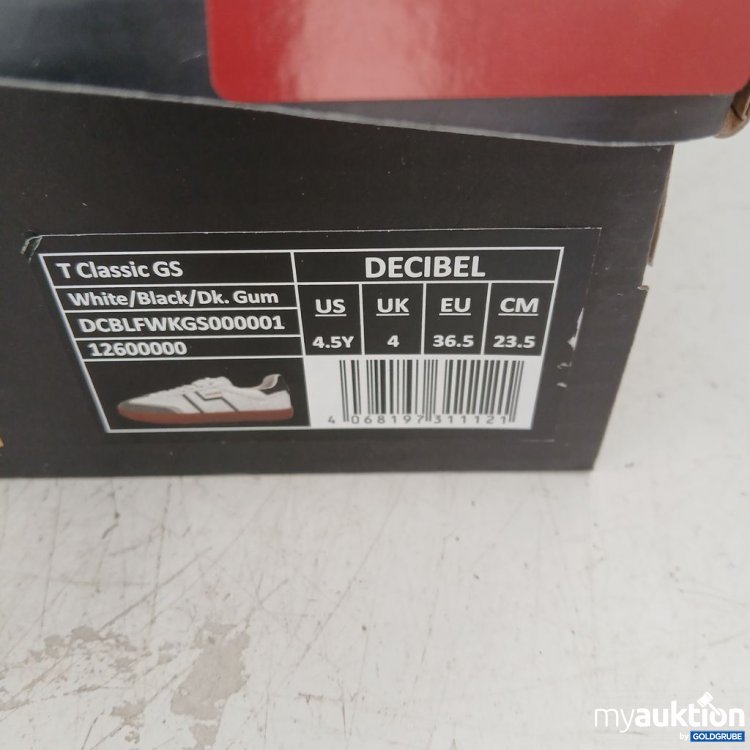 T Classic GS
DECIBEL
White/Black/Dk. Gum
DCBLFWKGS000001
12600000
US UK EU CM
4.5Y 4 36.5 23.5
4 068197 311121
myauktion
by GOLDGRUBE